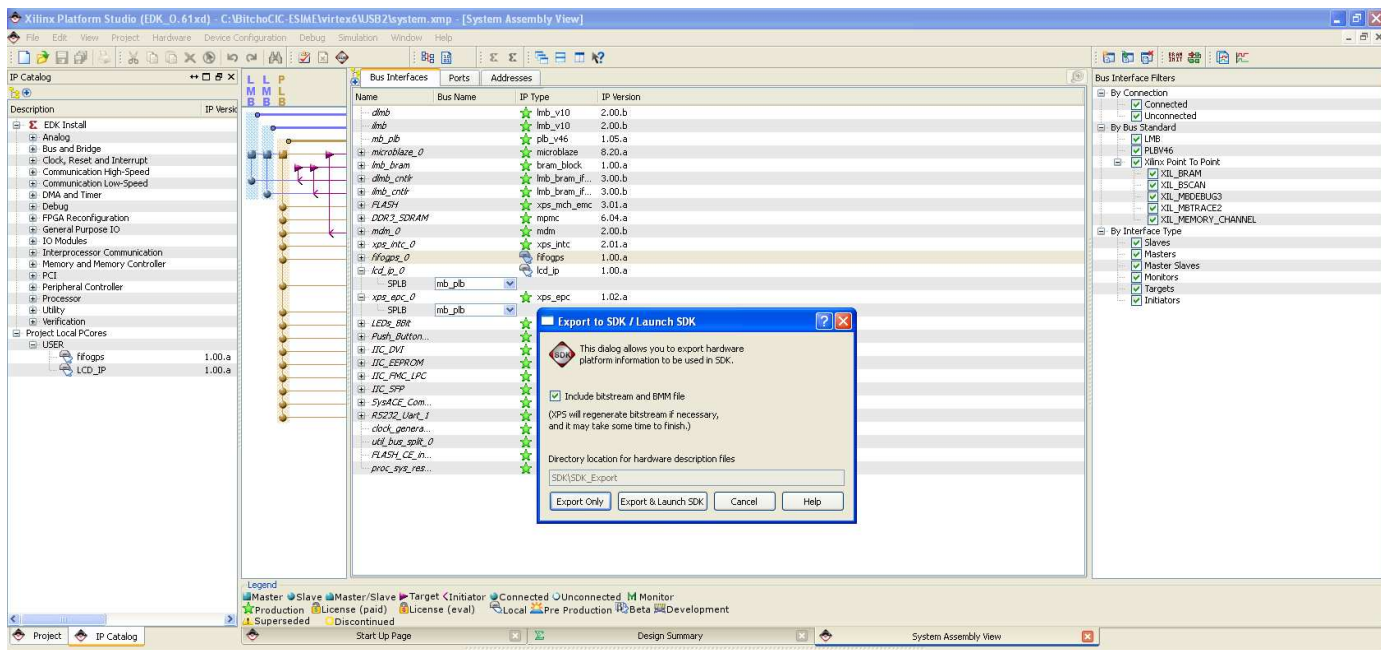 Xilinx Platform Studio (EDK_O.61xd) - C:\BitchoCIC-ESIME\virtex6\USB2\system.xmp - [System Assembly View]
File Edit View Project Hardware Device Configuration Debug Simulation Window Help
IP Catalog
Description IP Versic
EDK Install
Analog
Bus and Bridge
Clock, Reset and Interrupt
Communication High-Speed
Communication Low-Speed
DMA and Timer
Debug
FPGA Reconfiguration
General Purpose IO
IO Modules
Interprocessor Communication
Memory and Memory Controller
PCI
Peripheral Controller
Processor
Utility
Verification
Project Local PCores
USER
fifogps 1.00.a
LCD_IP 1.00.a
L L P
M M L
B B B
Bus Interfaces Ports Addresses
Name Bus Name IP Type IP Version
dlmb lmb_v10 2.00.b
ilmb lmb_v10 2.00.b
mb_plb plb_v46 1.05.a
microblaze_0 microblaze 8.20.a
lmb_bram bram_block 1.00.a
dlmb_cntlr lmb_bram_if... 3.00.b
ilmb_cntlr lmb_bram_if... 3.00.b
FLASH xps_mch_emc 3.01.a
DDR3_SDRAM mpmc 6.04.a
mdm_0 mdm 2.00.b
xps_intc_0 xps_intc 2.01.a
fifogps_0 fifogps 1.00.a
lcd_ip_0 lcd_ip 1.00.a
SPLB mb_plb
xps_epc_0 xps_epc 1.02.a
SPLB mb_plb
LEDs_8Bit
Push_Button...
IIC_DVI
IIC_EEPROM
IIC_FMC_LPC
IIC_SFP
SysACE_Com...
RS232_Uart_1
clock_genera...
util_bus_split_0
FLASH_CE_in...
proc_sys_res...
Export to SDK / Launch SDK
SDK
This dialog allows you to export hardware
platform information to be used in SDK.
Include bitstream and BMM file
(XPS will regenerate bitstream if necessary,
and it may take some time to finish.)
Directory location for hardware description files
SDK\SDK_Export
Export Only Export & Launch SDK Cancel Help
Bus Interface Filters
By Connection
Connected
Unconnected
By Bus Standard
LMB
PLBV46
Xilinx Point To Point
XIL_BRAM
XIL_BSCAN
XIL_MBDEBUG3
XIL_MBTRACE2
XIL_MEMORY_CHANNEL
By Interface Type
Slaves
Masters
Master Slaves
Monitors
Targets
Initiators
Legend
Master Slave Master/Slave Target Initiator Connected Unconnected M Monitor
Production License (paid) License (eval) Local Pre Production Beta Development
Superseded Discontinued
Project IP Catalog Start Up Page Design Summary System Assembly View